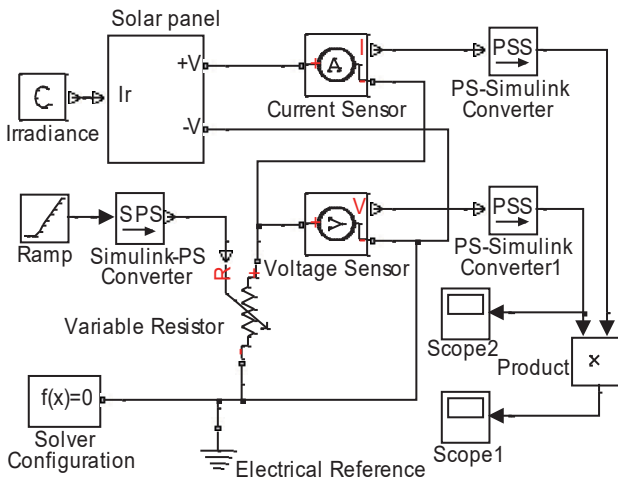 Solar panel
+V
Ir
-V
C
Irradiance
I
+
A
-
Current Sensor
PSS
PS-Simulink
Converter
Ramp
SPS
Simulink-PS
Converter
V
+
V
-
Voltage Sensor
PSS
PS-Simulink
Converter1
R
+
-
Variable Resistor
Scope2
Product
x
f(x)=0
Solver
Configuration
Electrical Reference
Scope1